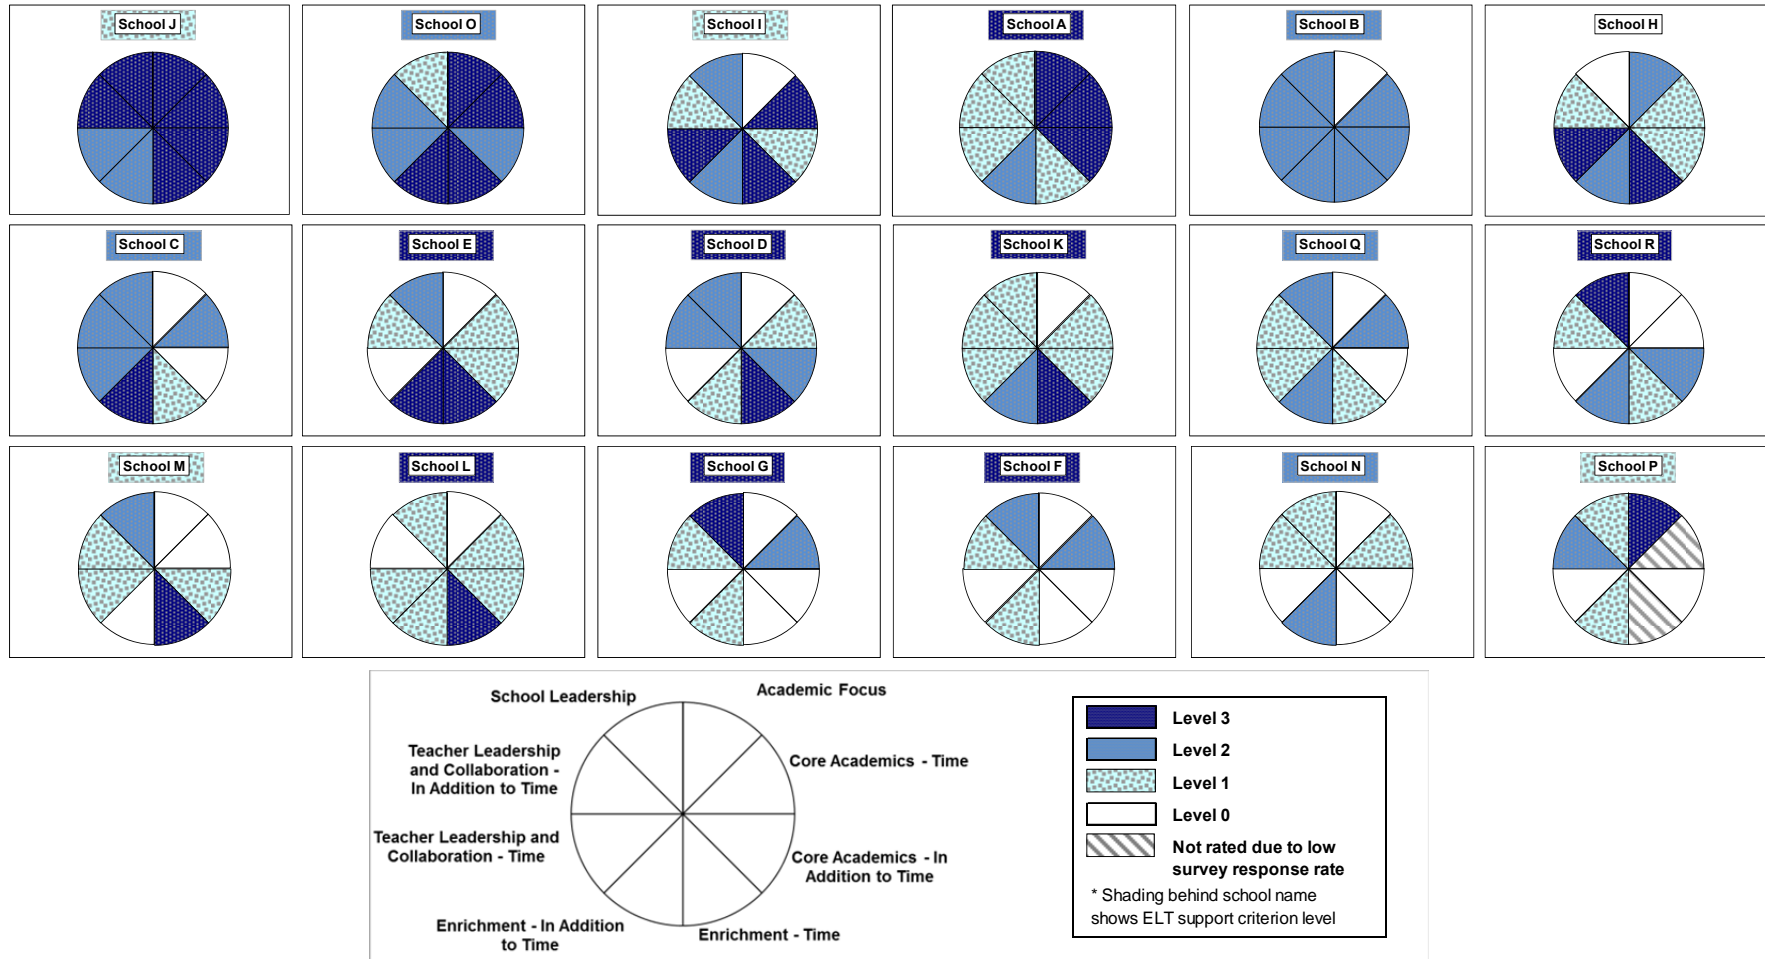 School J
School O
School I
School A
School B
School H
School C
School E
School D
School K
School Q
School R
School M
School L
School G
School F
School N
School P
School Leadership
Academic Focus
Teacher Leadership
and Collaboration -
In Addition to Time
Core Academics - Time
Teacher Leadership and
Collaboration - Time
Core Academics - In
Addition to Time
Enrichment - In Addition
to Time
Enrichment - Time
Level 3
Level 2
Level 1
Level 0
Not rated due to low
survey response rate
* Shading behind school name
shows ELT support criterion level